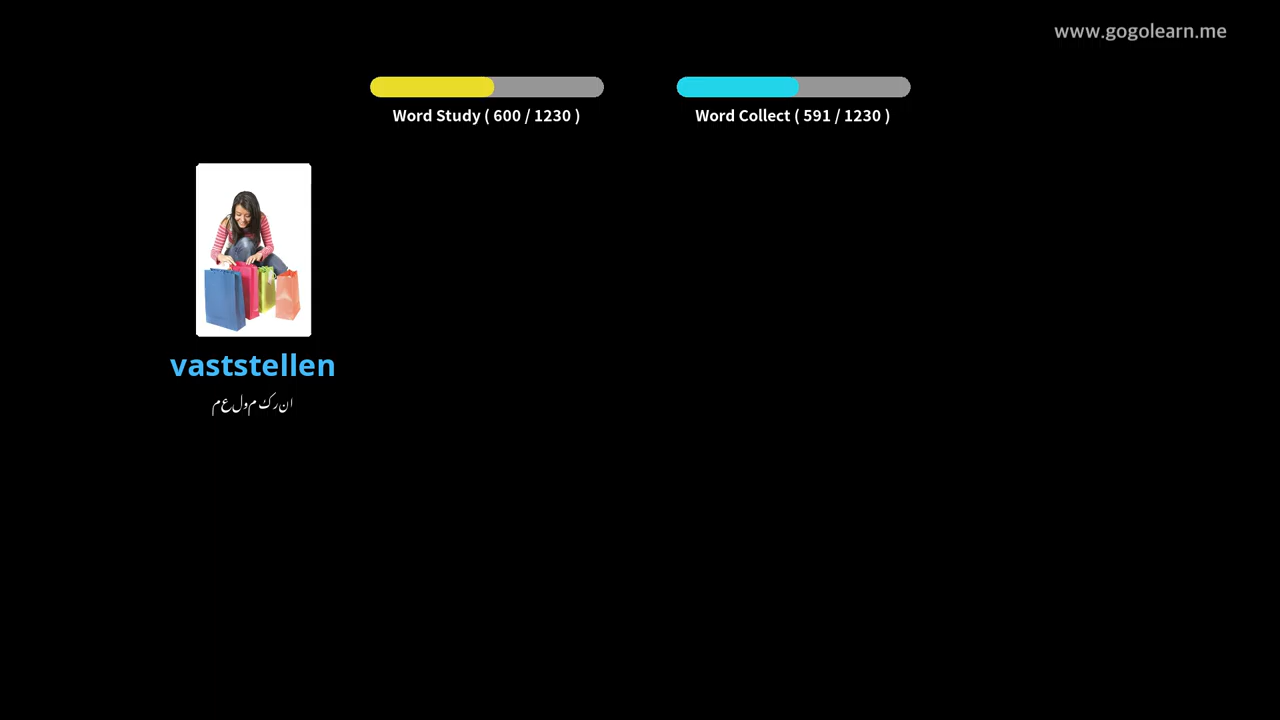 www.gogolearn.me
Word Study ( 600 / 1230 )
Word Collect ( 591 / 1230 )
vaststellen
معلوم کرنا